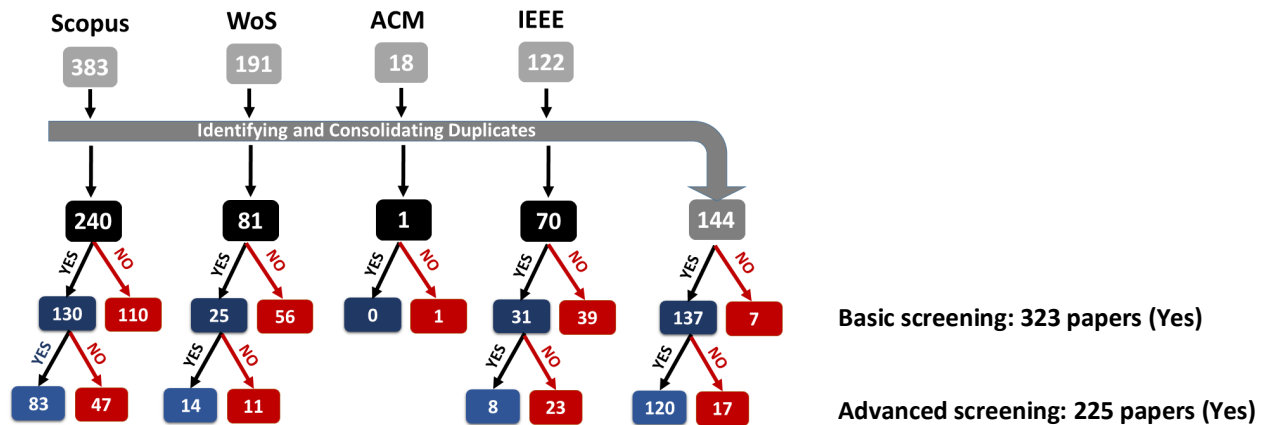 Scopus WoS ACM IEEE
383 191 18 122
Identifying and Consolidating Duplicates
240 81 1 70 144
YES NO YES NO YES NO YES NO YES NO
130 110 25 56 0 1 31 39 137 7
Basic screening: 323 papers (Yes)
YES NO YES NO YES NO YES NO
83 47 14 11 8 23 120 17
Advanced screening: 225 papers (Yes)